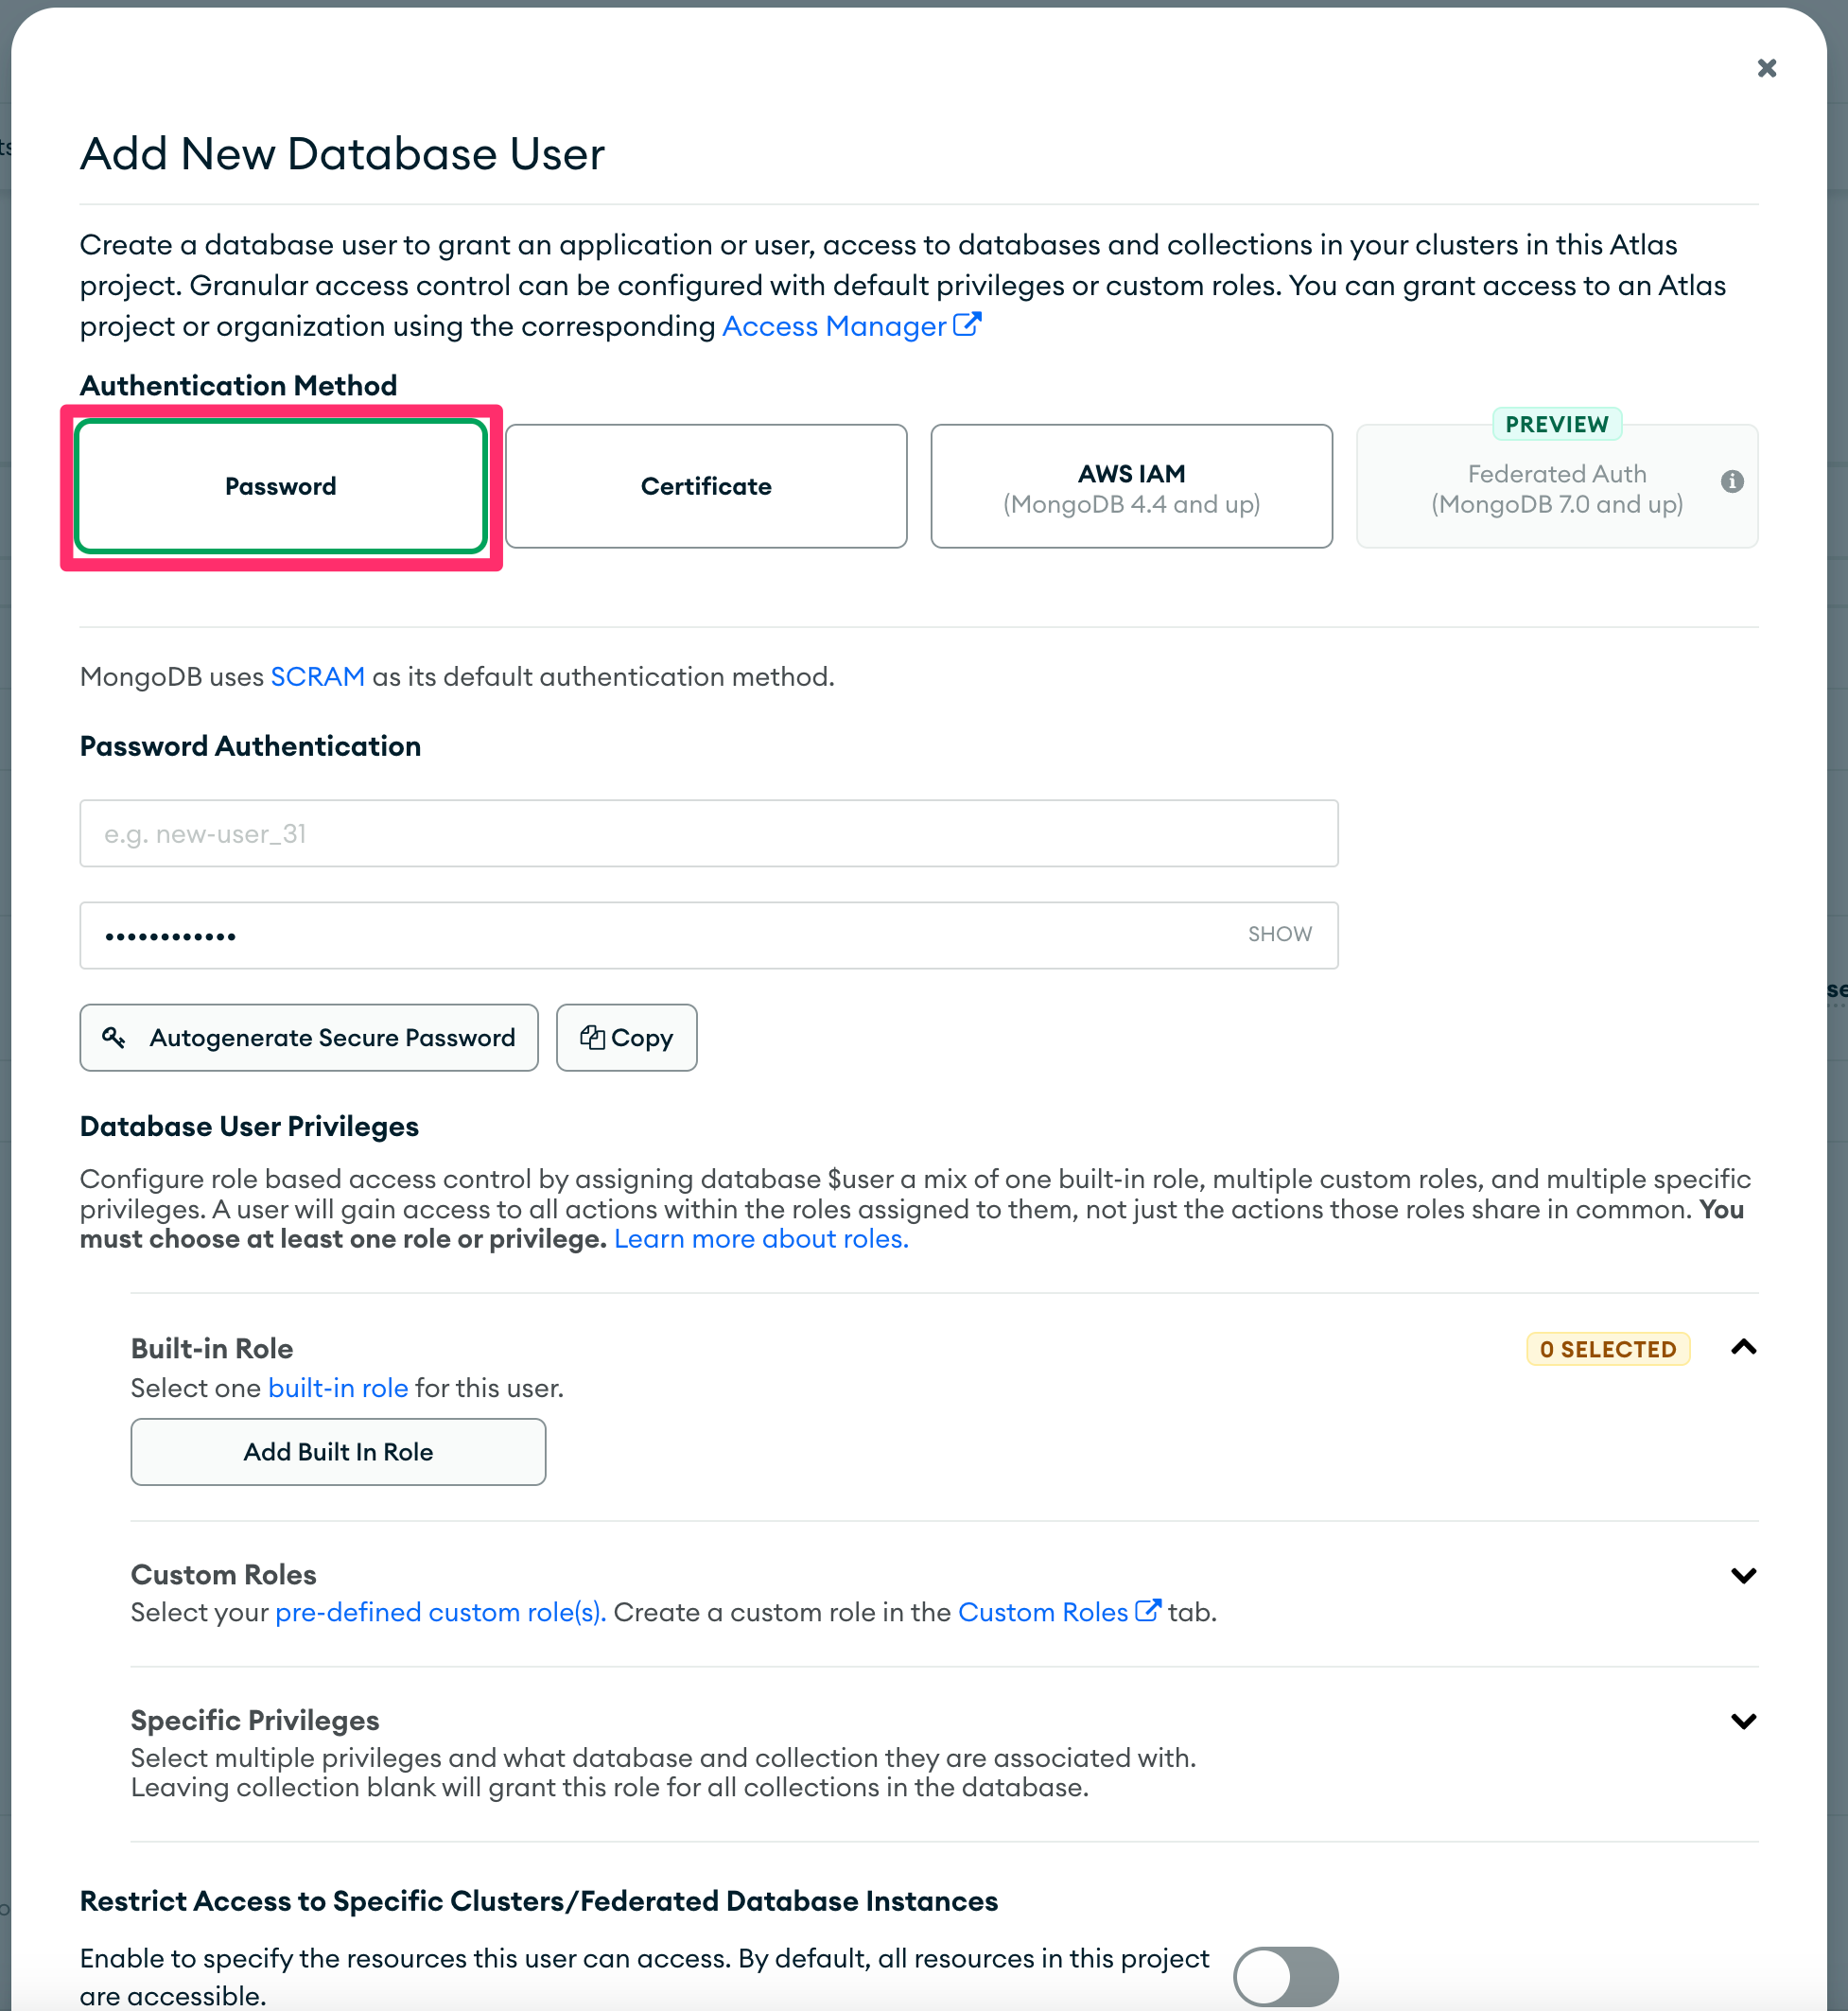 Add New Database User
Create a database user to grant an application or user, access to databases and collections in your clusters in this Atlas
project. Granular access control can be configured with default privileges or custom roles. You can grant access to an Atlas
project or organization using the corresponding Access Manager
Authentication Method
Password
Certificate
AWS IAM
(MongoDB 4.4 and up)
PREVIEW
Federated Auth
(MongoDB 7.0 and up)
MongoDB uses SCRAM as its default authentication method.
Password Authentication
e.g. new-user_31
•••••••••••• SHOW
Autogenerate Secure Password
Copy
Database User Privileges
Configure role based access control by assigning database $user a mix of one built-in role, multiple custom roles, and multiple specific
privileges. A user will gain access to all actions within the roles assigned to them, not just the actions those roles share in common. You
must choose at least one role or privilege. Learn more about roles.
Built-in Role
0 SELECTED
Select one built-in role for this user.
Add Built In Role
Custom Roles
Select your pre-defined custom role(s). Create a custom role in the Custom Roles tab.
Specific Privileges
Select multiple privileges and what database and collection they are associated with.
Leaving collection blank will grant this role for all collections in the database.
Restrict Access to Specific Clusters/Federated Database Instances
Enable to specify the resources this user can access. By default, all resources in this project
are accessible.